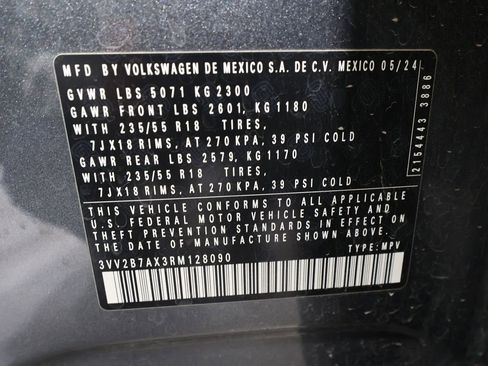 MFD BY VOLKSWAGEN DE MEXICO S.A. DE C.V. MEXICO 05/24
GVWR LBS 5071 KG 2300
GAWR FRONT LBS 2601, KG 1180
WITH 235/55 R18 TIRES,
7JX18 RIMS, AT 270 KPA, 39 PSI COLD
GAWR REAR LBS 2579, KG 1170
WITH 235/55 R18 TIRES,
7JX18 RIMS, AT 270 KPA, 39 PSI COLD
THIS VEHICLE CONFORMS TO ALL APPLICABLE
U.S. FEDERAL MOTOR VEHICLE SAFETY AND
THEFT PREVENTION STANDARDS IN EFFECT ON
THE DATE OF MANUFACTURE SHOWN ABOVE.
3VV2B7AX3RM128090 TYPE: MPV
2154443 3886